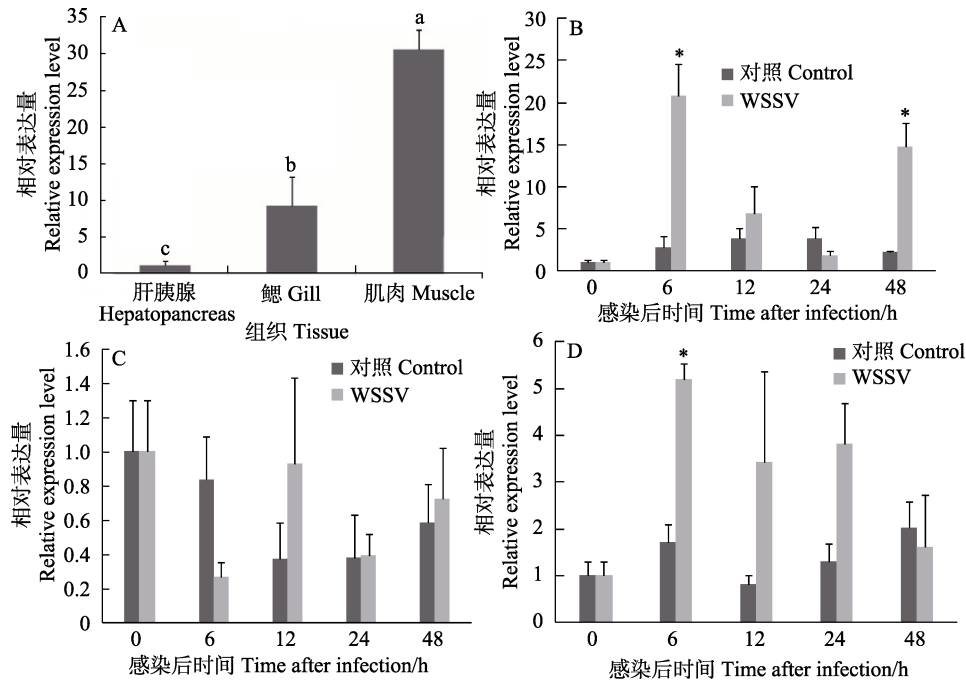 A
相对表达量
Relative expression level
35
30
25
20
15
10
5
0
c
b
a
肝胰腺
Hepatopancreas
鳃 Gill
肌肉 Muscle
组织 Tissue
B
相对表达量
Relative expression level
30
25
20
15
10
5
0
*
*
对照 Control
WSSV
0 6 12 24 48
感染后时间 Time after infection/h
C
相对表达量
Relative expression level
1.6
1.4
1.2
1.0
0.8
0.6
0.4
0.2
0
对照 Control
WSSV
0 6 12 24 48
感染后时间 Time after infection/h
D
相对表达量
Relative expression level
6
5
4
3
2
1
0
*
对照 Control
WSSV
0 6 12 24 48
感染后时间 Time after infection/h